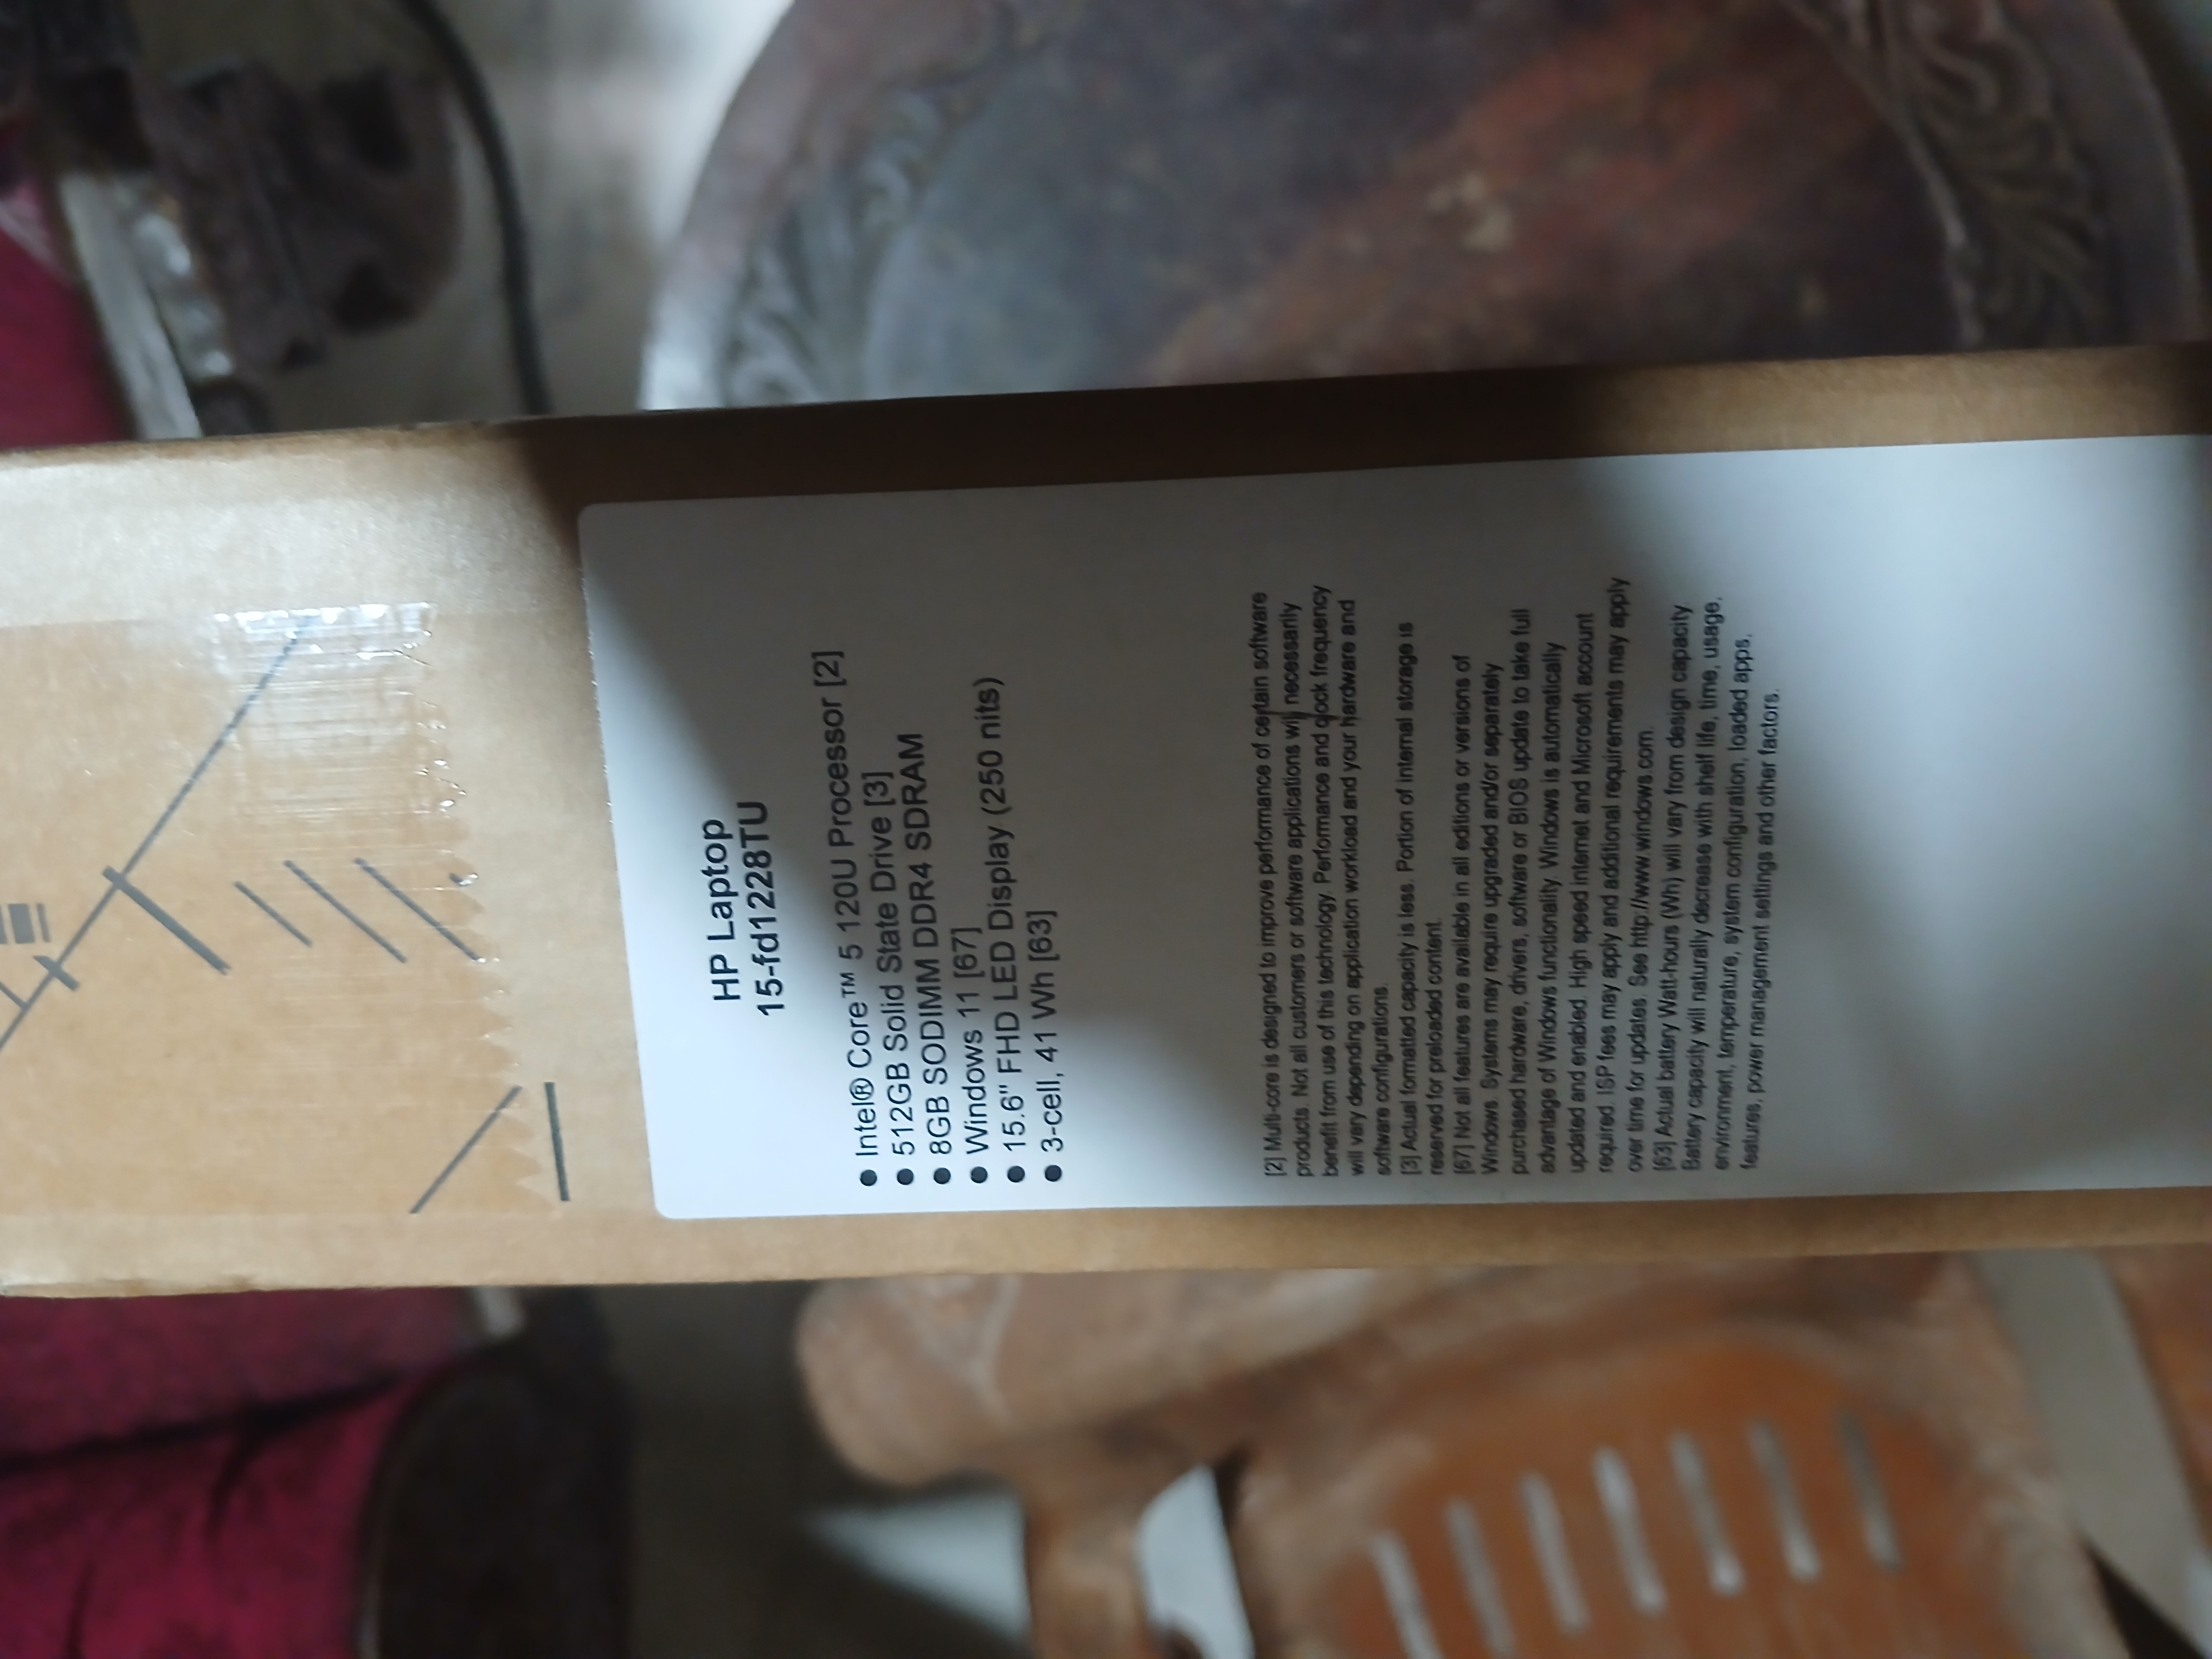 HP Laptop
15-fd1228TU
● Intel® Core™ 5 120U Processor [2]
● 512GB Solid State Drive [3]
● 8GB SODIMM DDR4 SDRAM
● Windows 11 [67]
● 15.6" FHD LED Display (250 nits)
● 3-cell, 41 Wh [63]
[2] Multi-core is designed to improve performance of certain software
products. Not all customers or software applications will necessarily
benefit from use of this technology. Performance and clock frequency
will vary depending on application workload and your hardware and
software configurations.
[3] Actual formatted capacity is less. Portion of internal storage is
reserved for preloaded content.
[67] Not all features are available in all editions or versions of
Windows. Systems may require upgraded and/or separately
purchased hardware, drivers, software or BIOS update to take full
advantage of Windows functionality. Windows is automatically
updated and enabled. High speed internet and Microsoft account
required. ISP fees may apply and additional requirements may apply
over time for updates. See http://www.windows.com.
[63] Actual battery Watt-hours (Wh) will vary from design capacity
Battery capacity will naturally decrease with shelf life, time, usage,
environment, temperature, system configuration, loaded apps,
features, power management settings and other factors.